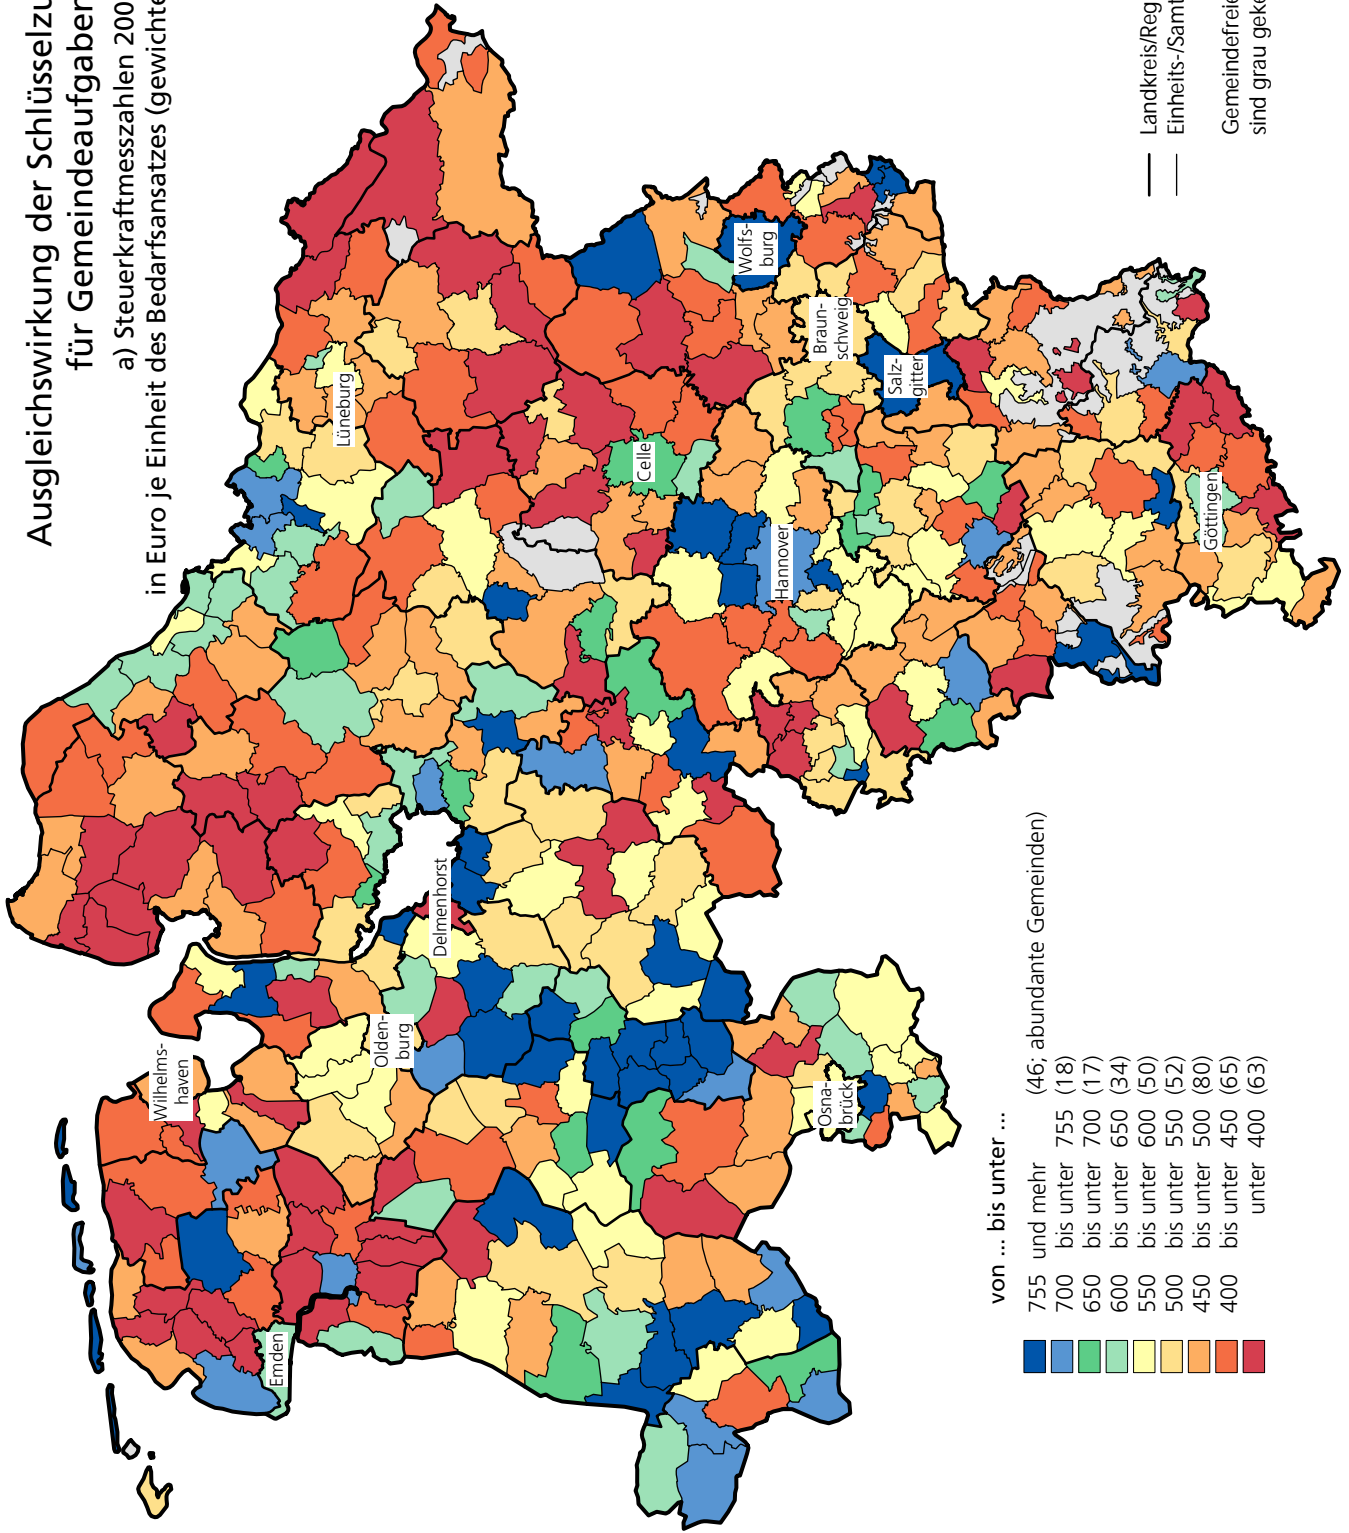 Ausgleichswirkung der Schlüsselzu
für Gemeindeaufgaben
a) Steuerkraftmesszahlen 200
in Euro je Einheit des Bedarfsansatzes (gewichte
Wilhelms-
haven
Emden
Olden-
burg
Delmenhorst
Osna-
brück
Lüneburg
Celle
Hannover
Wolfs-
burg
Braun-
schweig
Salz-
gitter
Göttingen
von ... bis unter ...
755 und mehr (46; abundante Gemeinden)
700 bis unter 755 (18)
650 bis unter 700 (17)
600 bis unter 650 (34)
550 bis unter 600 (50)
500 bis unter 550 (52)
450 bis unter 500 (80)
400 bis unter 450 (65)
unter 400 (63)
Landkreis/Reg
Einheits-/Samt
Gemeindefreie
sind grau geke